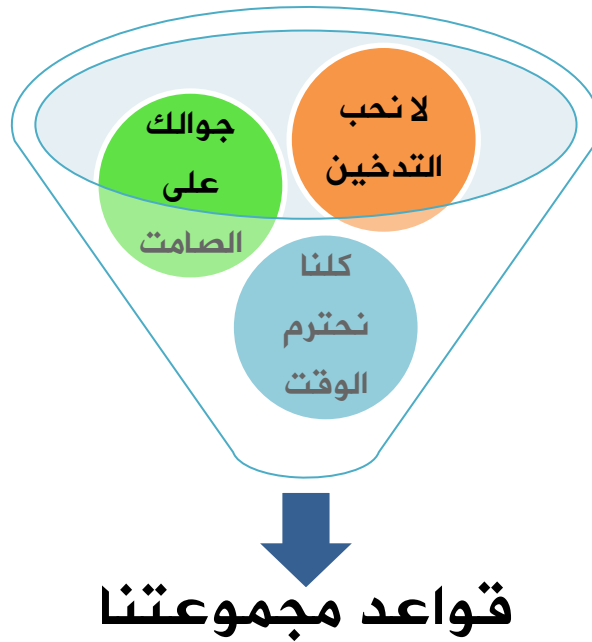 لا نحب
التدخين
جوالك
على
الصامت
كلنا
نحترم
الوقت
قواعد مجموعتنا